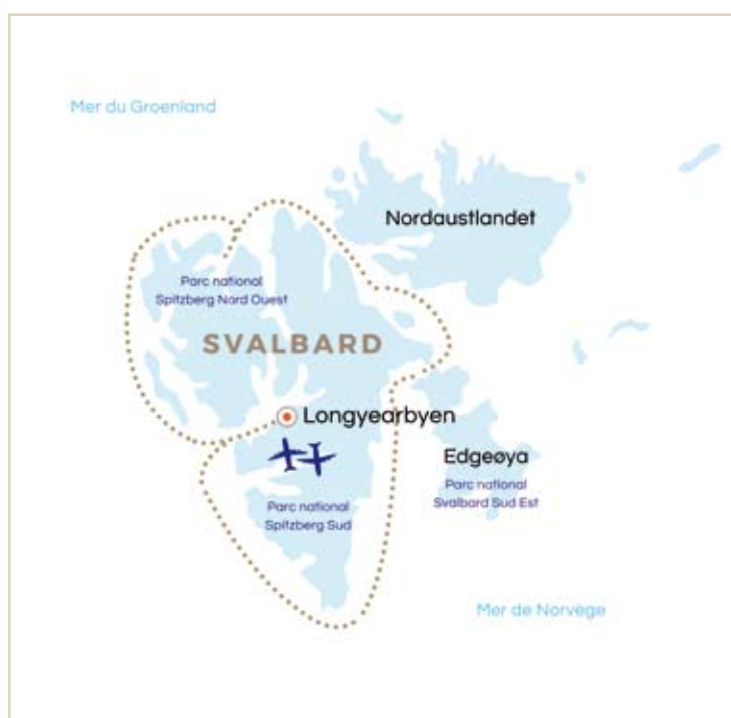 Mer du Groenland
Nordaustlandet
Parc national
Spitzberg Nord Ouest
SVALBARD
Longyearbyen
Edgeøya
Parc national
Svalbard Sud Est
Parc national
Spitzberg Sud
Mer de Norvège